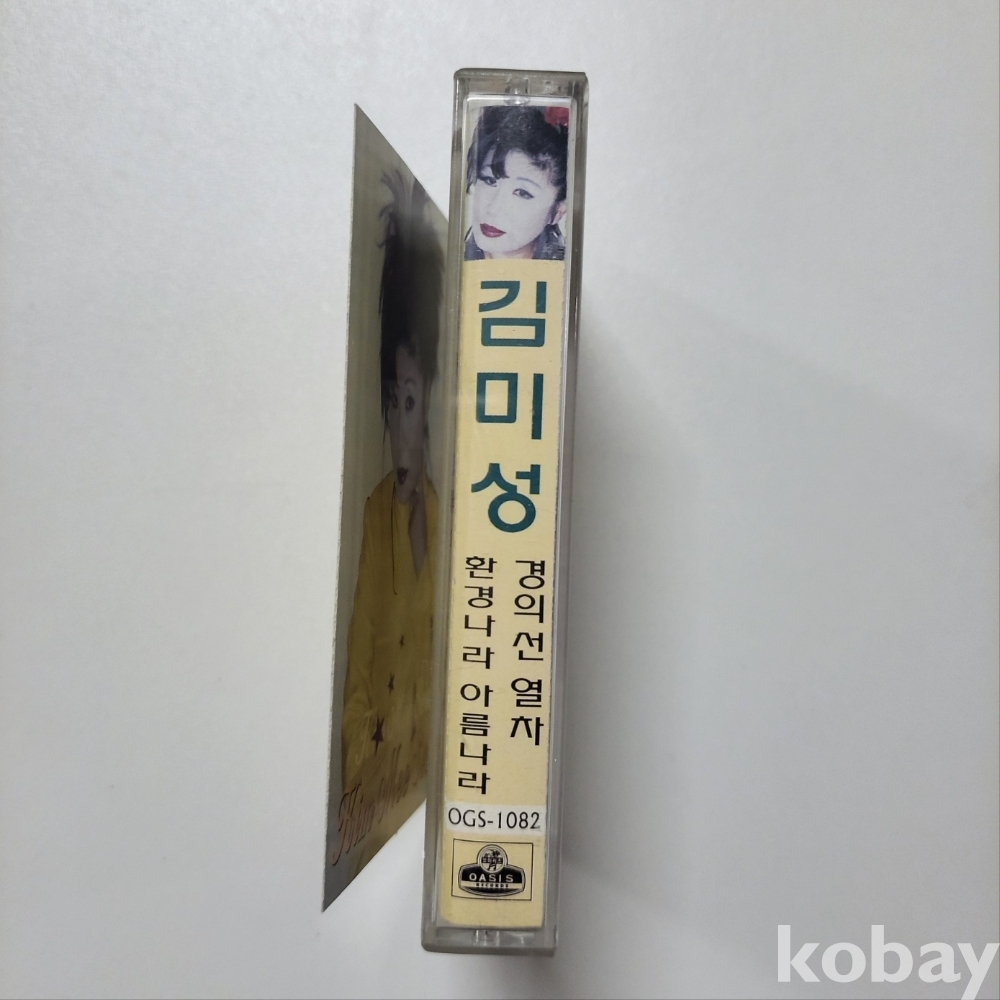 김미성
경의선 열차
환경나라 아름나라
OGS-1082
OASIS
RECORDS
kobay